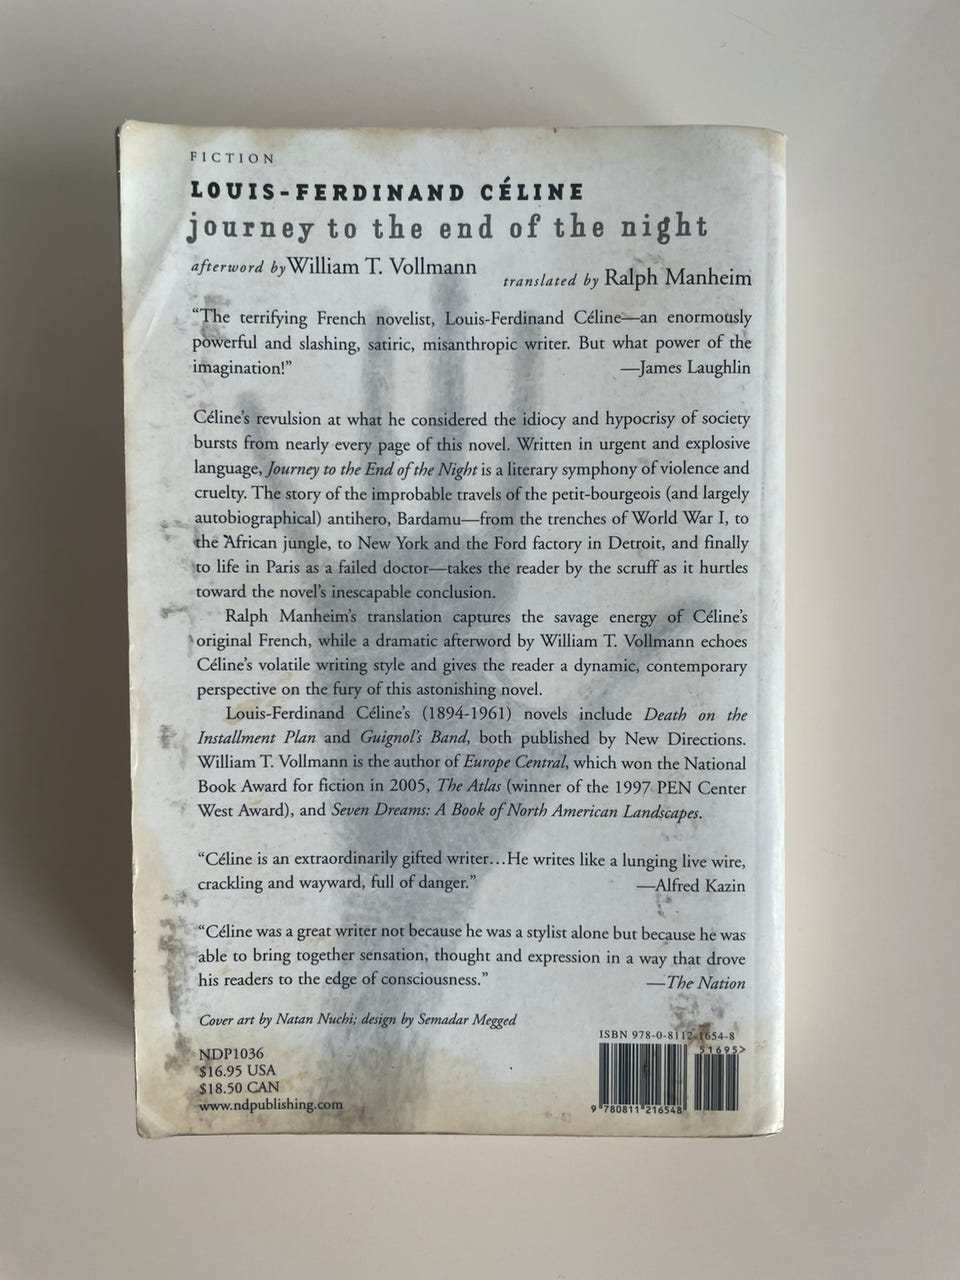 FICTION
LOUIS-FERDINAND CÉLINE
journey to the end of the night
afterword by William T. Vollmann
translated by Ralph Manheim
“The terrifying French novelist, Louis-Ferdinand Céline—an enormously
powerful and slashing, satiric, misanthropic writer. But what power of the
imagination!” —James Laughlin
Céline’s revulsion at what he considered the idiocy and hypocrisy of society
bursts from nearly every page of this novel. Written in urgent and explosive
language, Journey to the End of the Night is a literary symphony of violence and
cruelty. The story of the improbable travels of the petit-bourgeois (and largely
autobiographical) antihero, Bardamu—from the trenches of World War I, to
the African jungle, to New York and the Ford factory in Detroit, and finally
to life in Paris as a failed doctor—takes the reader by the scruff as it hurtles
toward the novel’s inescapable conclusion.
Ralph Manheim’s translation captures the savage energy of Céline’s
original French, while a dramatic afterword by William T. Vollmann echoes
Céline’s volatile writing style and gives the reader a dynamic, contemporary
perspective on the fury of this astonishing novel.
Louis-Ferdinand Céline’s (1894-1961) novels include Death on the
Installment Plan and Guignol’s Band, both published by New Directions.
William T. Vollmann is the author of Europe Central, which won the National
Book Award for fiction in 2005, The Atlas (winner of the 1997 PEN Center
West Award), and Seven Dreams: A Book of North American Landscapes.
“Céline is an extraordinarily gifted writer…He writes like a lunging live wire,
crackling and wayward, full of danger.” —Alfred Kazin
“Céline was a great writer not because he was a stylist alone but because he was
able to bring together sensation, thought and expression in a way that drove
his readers to the edge of consciousness.” —The Nation
Cover art by Natan Nuchi; design by Semadar Megged
NDP1036
$16.95 USA
$18.50 CAN
www.ndpublishing.com
ISBN 978-0-8112-1654-8
51695>
9 780811 216548